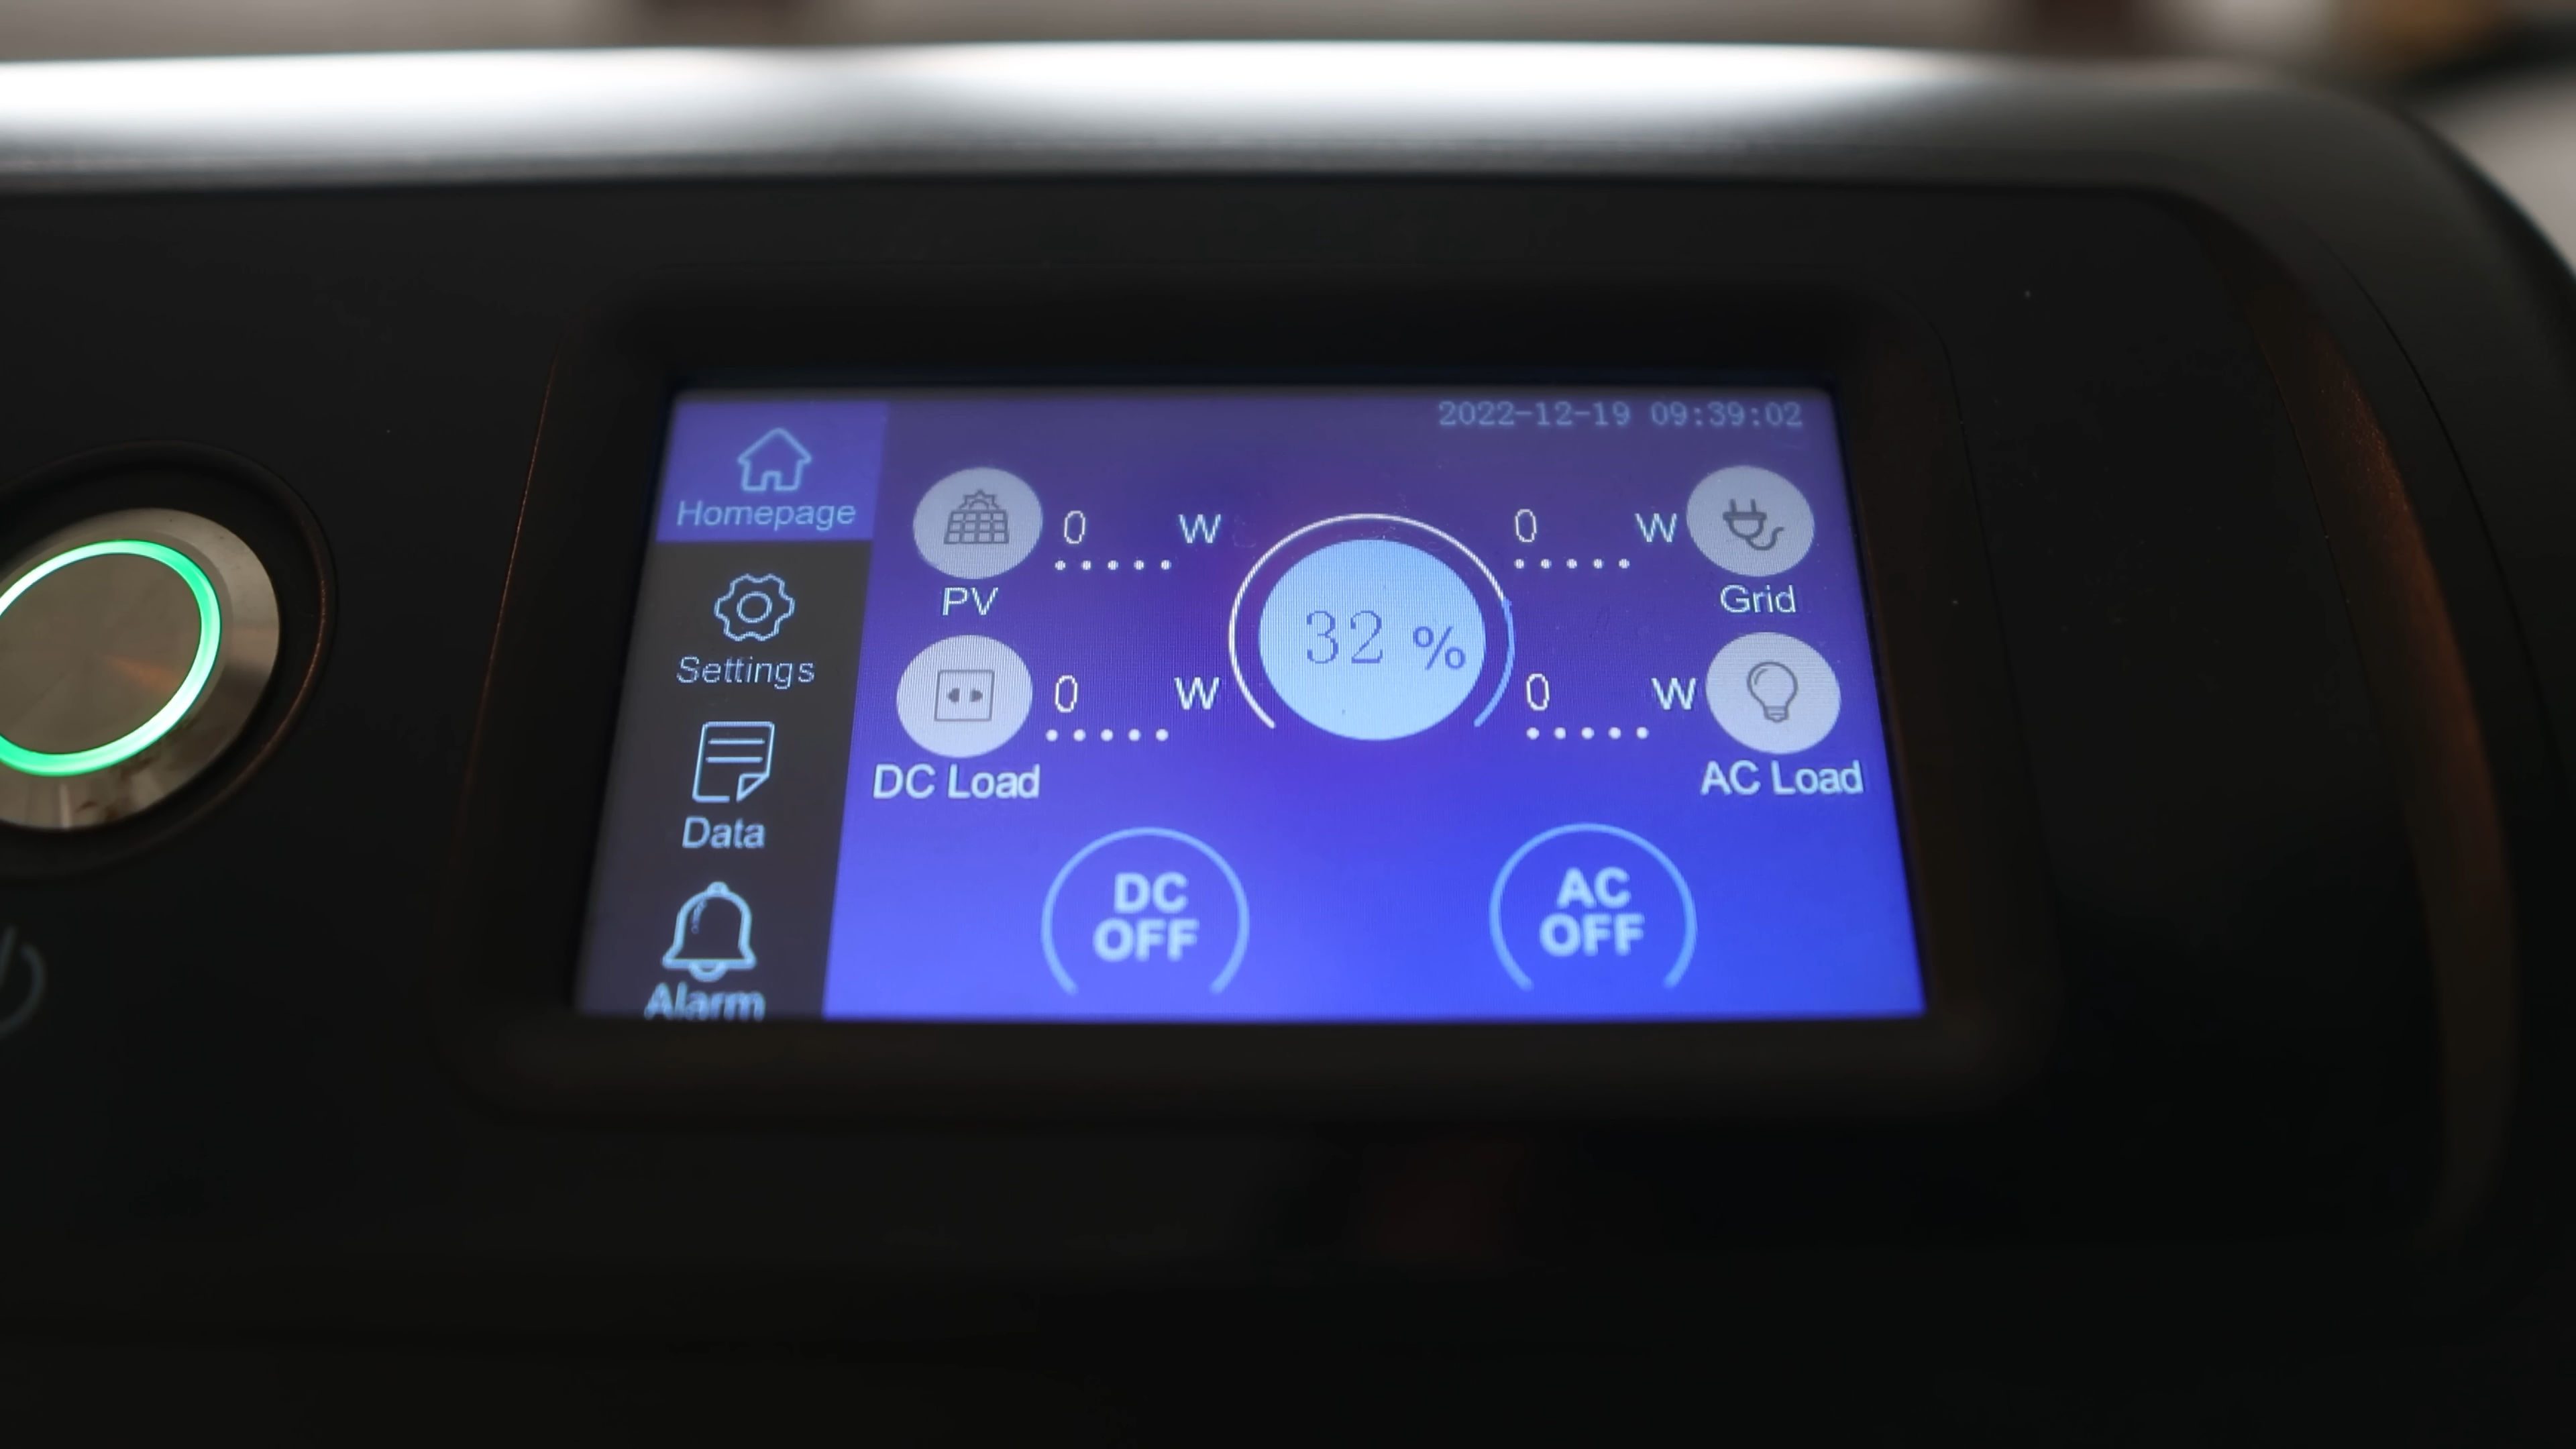 2022-12-19 09:39:02
Homepage
Settings
Data
Alarm
0 W
PV
0 W
DC Load
32 %
0 W
Grid
0 W
AC Load
DC
OFF
AC
OFF